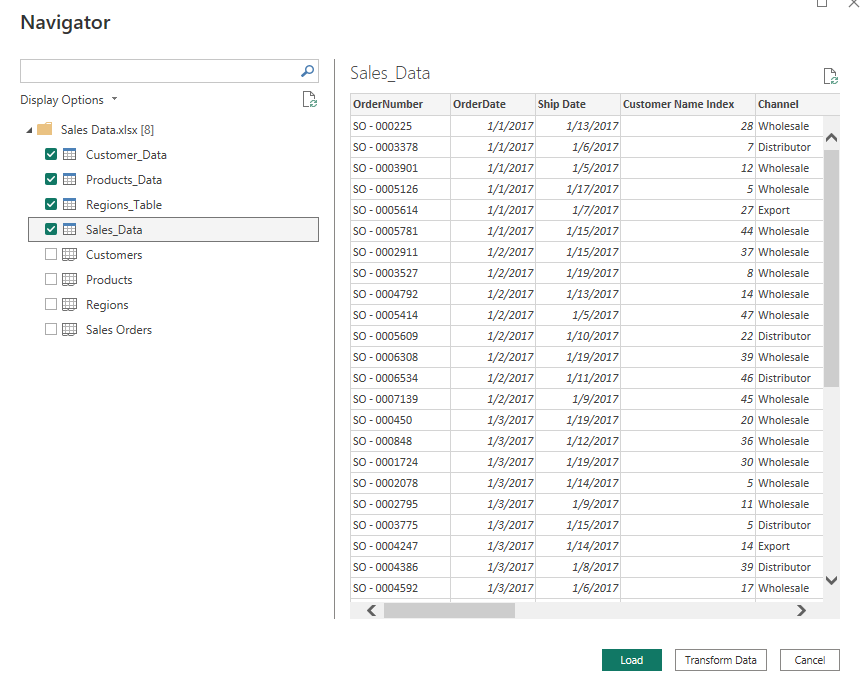 Navigator
Display Options
Sales Data.xlsx [8]
Customer_Data
Products_Data
Regions_Table
Sales_Data
Customers
Products
Regions
Sales Orders
Sales_Data
OrderNumber OrderDate Ship Date Customer Name Index Channel
SO - 000225 1/1/2017 1/13/2017 28 Wholesale
SO - 0003378 1/1/2017 1/6/2017 7 Distributor
SO - 0003901 1/1/2017 1/5/2017 12 Wholesale
SO - 0005126 1/1/2017 1/17/2017 5 Wholesale
SO - 0005614 1/1/2017 1/7/2017 27 Export
SO - 0005781 1/1/2017 1/15/2017 44 Wholesale
SO - 0002911 1/2/2017 1/15/2017 37 Wholesale
SO - 0003527 1/2/2017 1/19/2017 8 Wholesale
SO - 0004792 1/2/2017 1/13/2017 14 Wholesale
SO - 0005414 1/2/2017 1/5/2017 47 Wholesale
SO - 0005609 1/2/2017 1/10/2017 22 Distributor
SO - 0006308 1/2/2017 1/19/2017 39 Wholesale
SO - 0006534 1/2/2017 1/11/2017 46 Distributor
SO - 0007139 1/2/2017 1/9/2017 45 Wholesale
SO - 000450 1/3/2017 1/19/2017 20 Wholesale
SO - 000848 1/3/2017 1/12/2017 36 Wholesale
SO - 0001724 1/3/2017 1/19/2017 30 Wholesale
SO - 0002078 1/3/2017 1/14/2017 5 Wholesale
SO - 0002795 1/3/2017 1/9/2017 11 Wholesale
SO - 0003775 1/3/2017 1/15/2017 5 Distributor
SO - 0004247 1/3/2017 1/14/2017 14 Export
SO - 0004386 1/3/2017 1/8/2017 39 Distributor
SO - 0004592 1/3/2017 1/6/2017 17 Wholesale
Load Transform Data Cancel